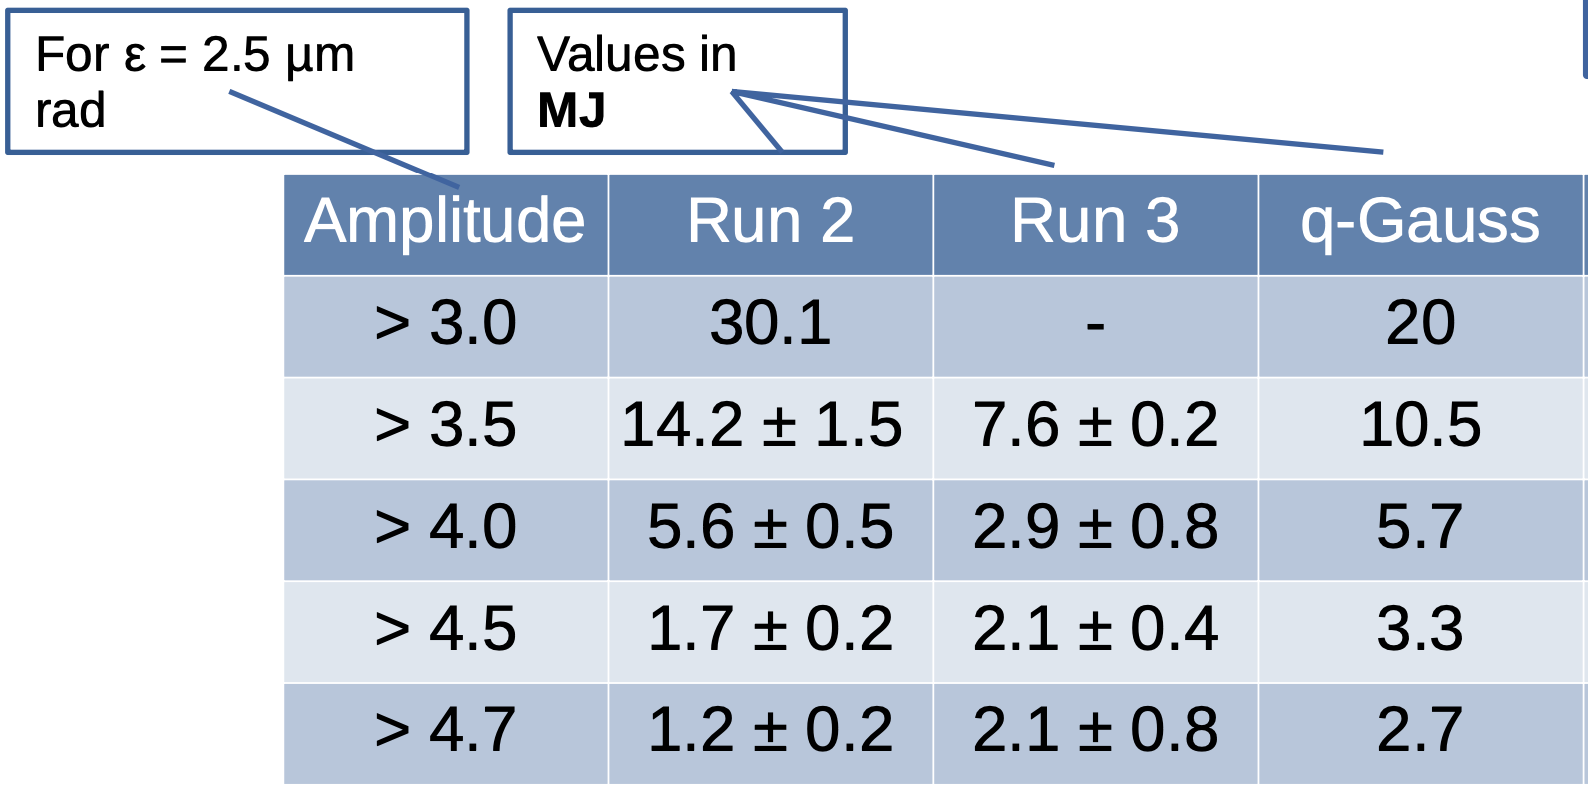 For ε = 2.5 µm
rad
Values in
MJ
Amplitude Run 2 Run 3 q-Gauss
> 3.0 30.1 - 20
> 3.5 14.2 ± 1.5 7.6 ± 0.2 10.5
> 4.0 5.6 ± 0.5 2.9 ± 0.8 5.7
> 4.5 1.7 ± 0.2 2.1 ± 0.4 3.3
> 4.7 1.2 ± 0.2 2.1 ± 0.8 2.7